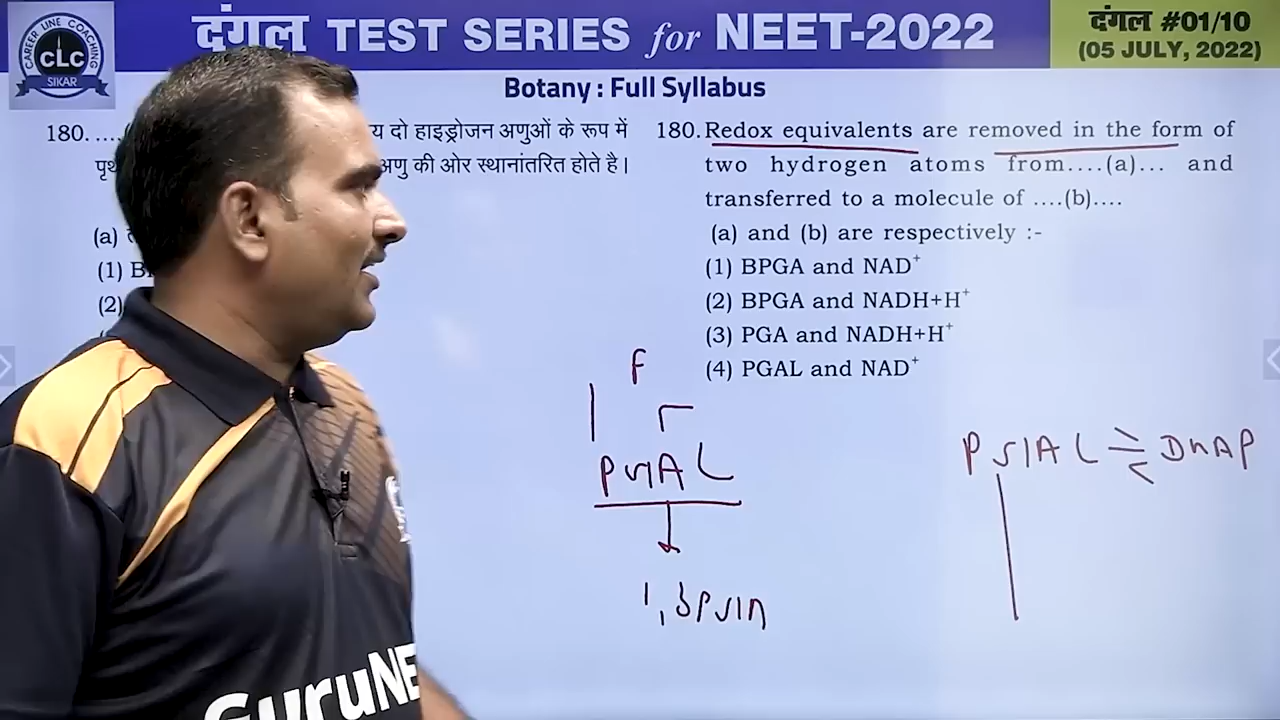 CAREER LINE COACHING
CLC
SIKAR
दंगल TEST SERIES for NEET-2022
दंगल #01/10
(05 JULY, 2022)
Botany : Full Syllabus
180. ....
य दो हाइड्रोजन अणुओं के रूप में
अणु की ओर स्थानांतरित होते है।
(a)
(1) B
(2)
180. Redox equivalents are removed in the form of
two hydrogen atoms from....(a)... and
transferred to a molecule of ....(b)....
(a) and (b) are respectively :-
(1) BPGA and NAD⁺
(2) BPGA and NADH+H⁺
(3) PGA and NADH+H⁺
(4) PGAL and NAD⁺
F
PGAL
PGAL ⇌ DHAP
GuruNE